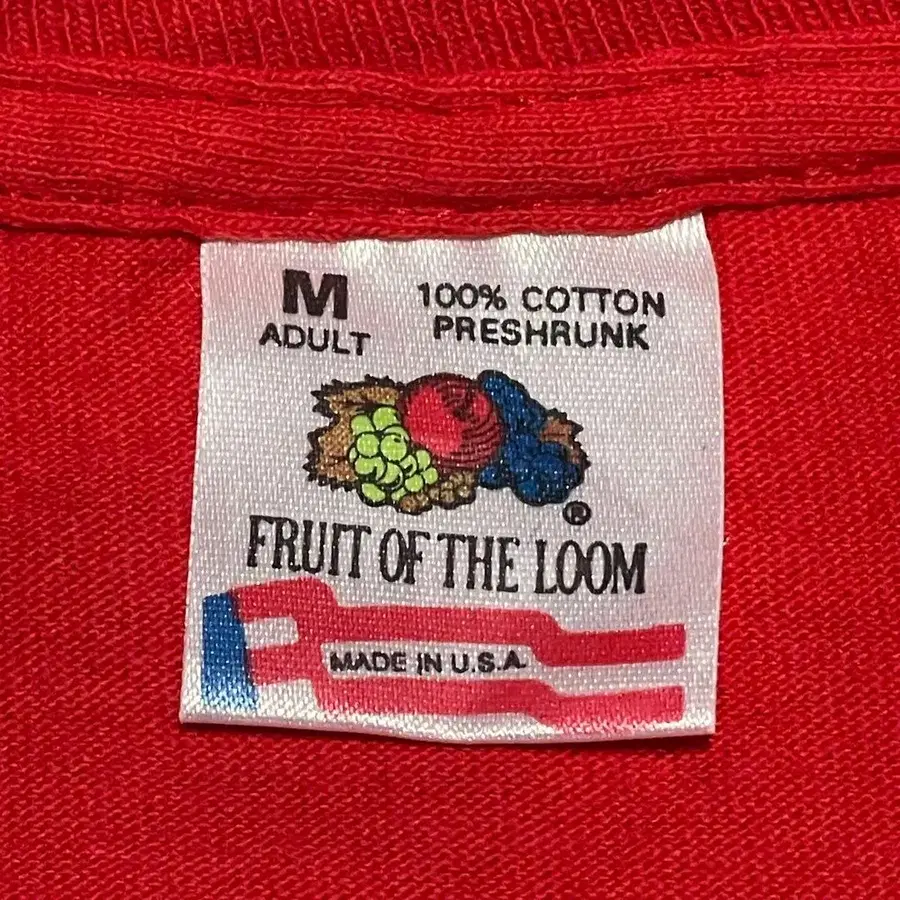 M
ADULT
100% COTTON
PRESHRUNK
®
FRUIT OF THE LOOM
MADE IN U.S.A.